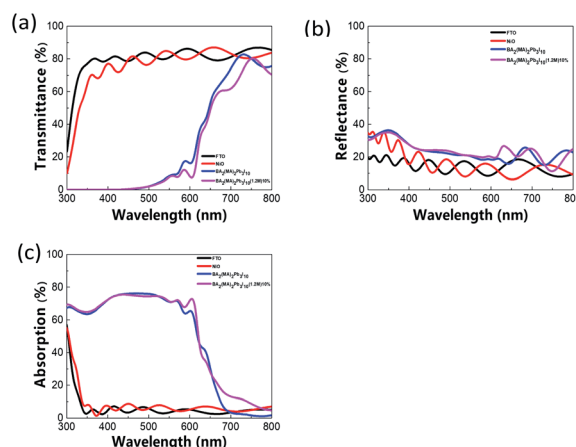 (a)
Transmittance (%)
100
80
60
40
20
0
FTO
NiO
BA2(MA)2Pb3I10
BA2(MA)2Pb3I10(1.2M)10%
300 400 500 600 700 800
Wavelength (nm)
(b)
Reflectance (%)
100
80
60
40
20
0
FTO
NiO
BA2(MA)2Pb3I10
BA2(MA)2Pb3I10(1.2M)10%
300 400 500 600 700 80
Wavelength (nm)
(c)
Absorption (%)
100
80
60
40
20
0
FTO
NiO
BA2(MA)2Pb3I10
BA2(MA)2Pb3I10(1.2M)10%
300 400 500 600 700 800
Wavelength (nm)